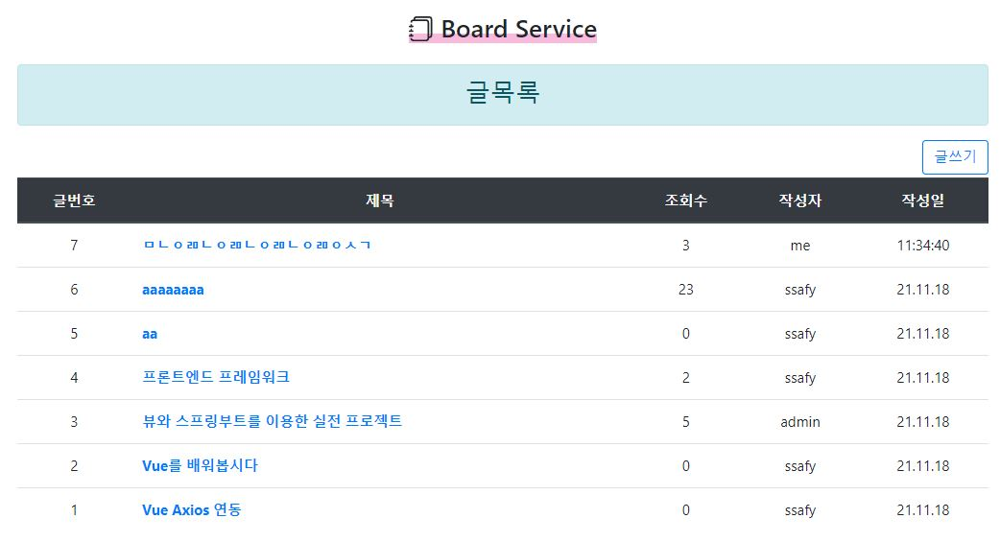 Board Service
글목록
글쓰기
글번호 제목 조회수 작성자 작성일
7 ㅁㄴㅇㄻㄴㅇㄻㄴㅇㄻㄴㅇㄻㅇㅅㄱ 3 me 11:34:40
6 aaaaaaaa 23 ssafy 21.11.18
5 aa 0 ssafy 21.11.18
4 프론트엔드 프레임워크 2 ssafy 21.11.18
3 뷰와 스프링부트를 이용한 실전 프로젝트 5 admin 21.11.18
2 Vue를 배워봅시다 0 ssafy 21.11.18
1 Vue Axios 연동 0 ssafy 21.11.18